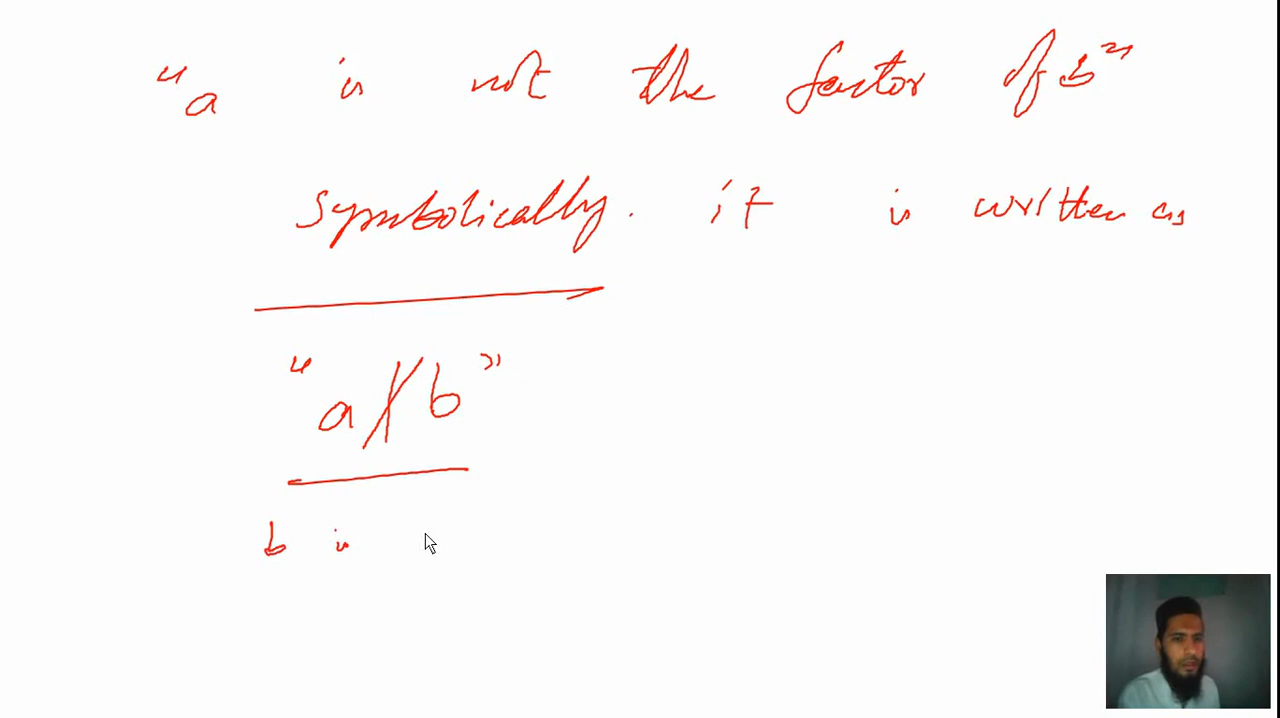 "a is not the factor of b"
symbolically. it is written as
"a ∤ b"
b is